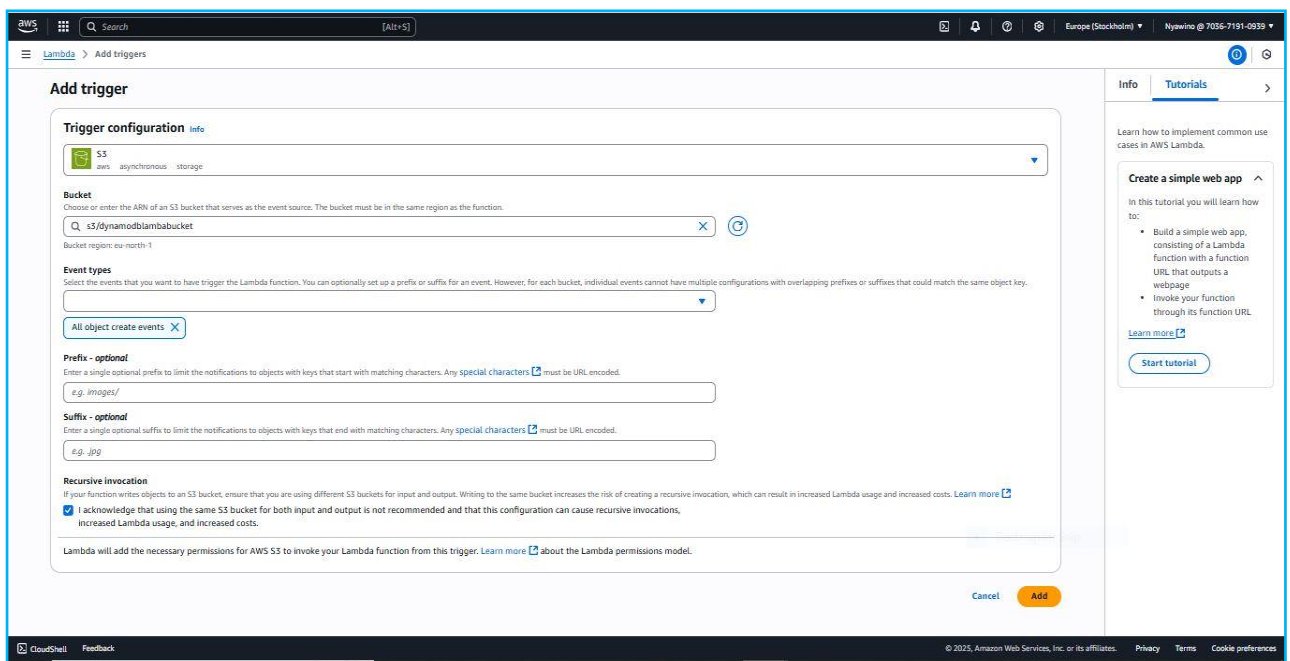 aws
Search
[Alt+S]
Europe (Stockholm)
Nyawino @ 7036-7191-0939
Lambda > Add triggers
Add trigger
Trigger configuration Info
S3
aws asynchronous storage
Bucket
Choose or enter the ARN of an S3 bucket that serves as the event source. The bucket must be in the same region as the function.
s3/dynamodblambabucket
Bucket region: eu-north-1
Event types
Select the events that you want to have trigger the Lambda function. You can optionally set up a prefix or suffix for an event. However, for each bucket, individual events cannot have multiple configurations with overlapping prefixes or suffixes that could match the same object key.
All object create events
Prefix - optional
Enter a single optional prefix to limit the notifications to objects with keys that start with matching characters. Any special characters must be URL encoded.
e.g. images/
Suffix - optional
Enter a single optional suffix to limit the notifications to objects with keys that end with matching characters. Any special characters must be URL encoded.
e.g. .jpg
Recursive invocation
If your function writes objects to an S3 bucket, ensure that you are using different S3 buckets for input and output. Writing to the same bucket increases the risk of creating a recursive invocation, which can result in increased Lambda usage and increased costs. Learn more
I acknowledge that using the same S3 bucket for both input and output is not recommended and that this configuration can cause recursive invocations,
increased Lambda usage, and increased costs.
Lambda will add the necessary permissions for AWS S3 to invoke your Lambda function from this trigger. Learn more about the Lambda permissions model.
Cancel
Add
Info
Tutorials
Learn how to implement common use
cases in AWS Lambda.
Create a simple web app
In this tutorial you will learn how
to:
• Build a simple web app,
consisting of a Lambda
function with a function
URL that outputs a
webpage
• Invoke your function
through its function URL
Learn more
Start tutorial
CloudShell
Feedback
© 2025, Amazon Web Services, Inc. or its affiliates.
Privacy
Terms
Cookie preferences